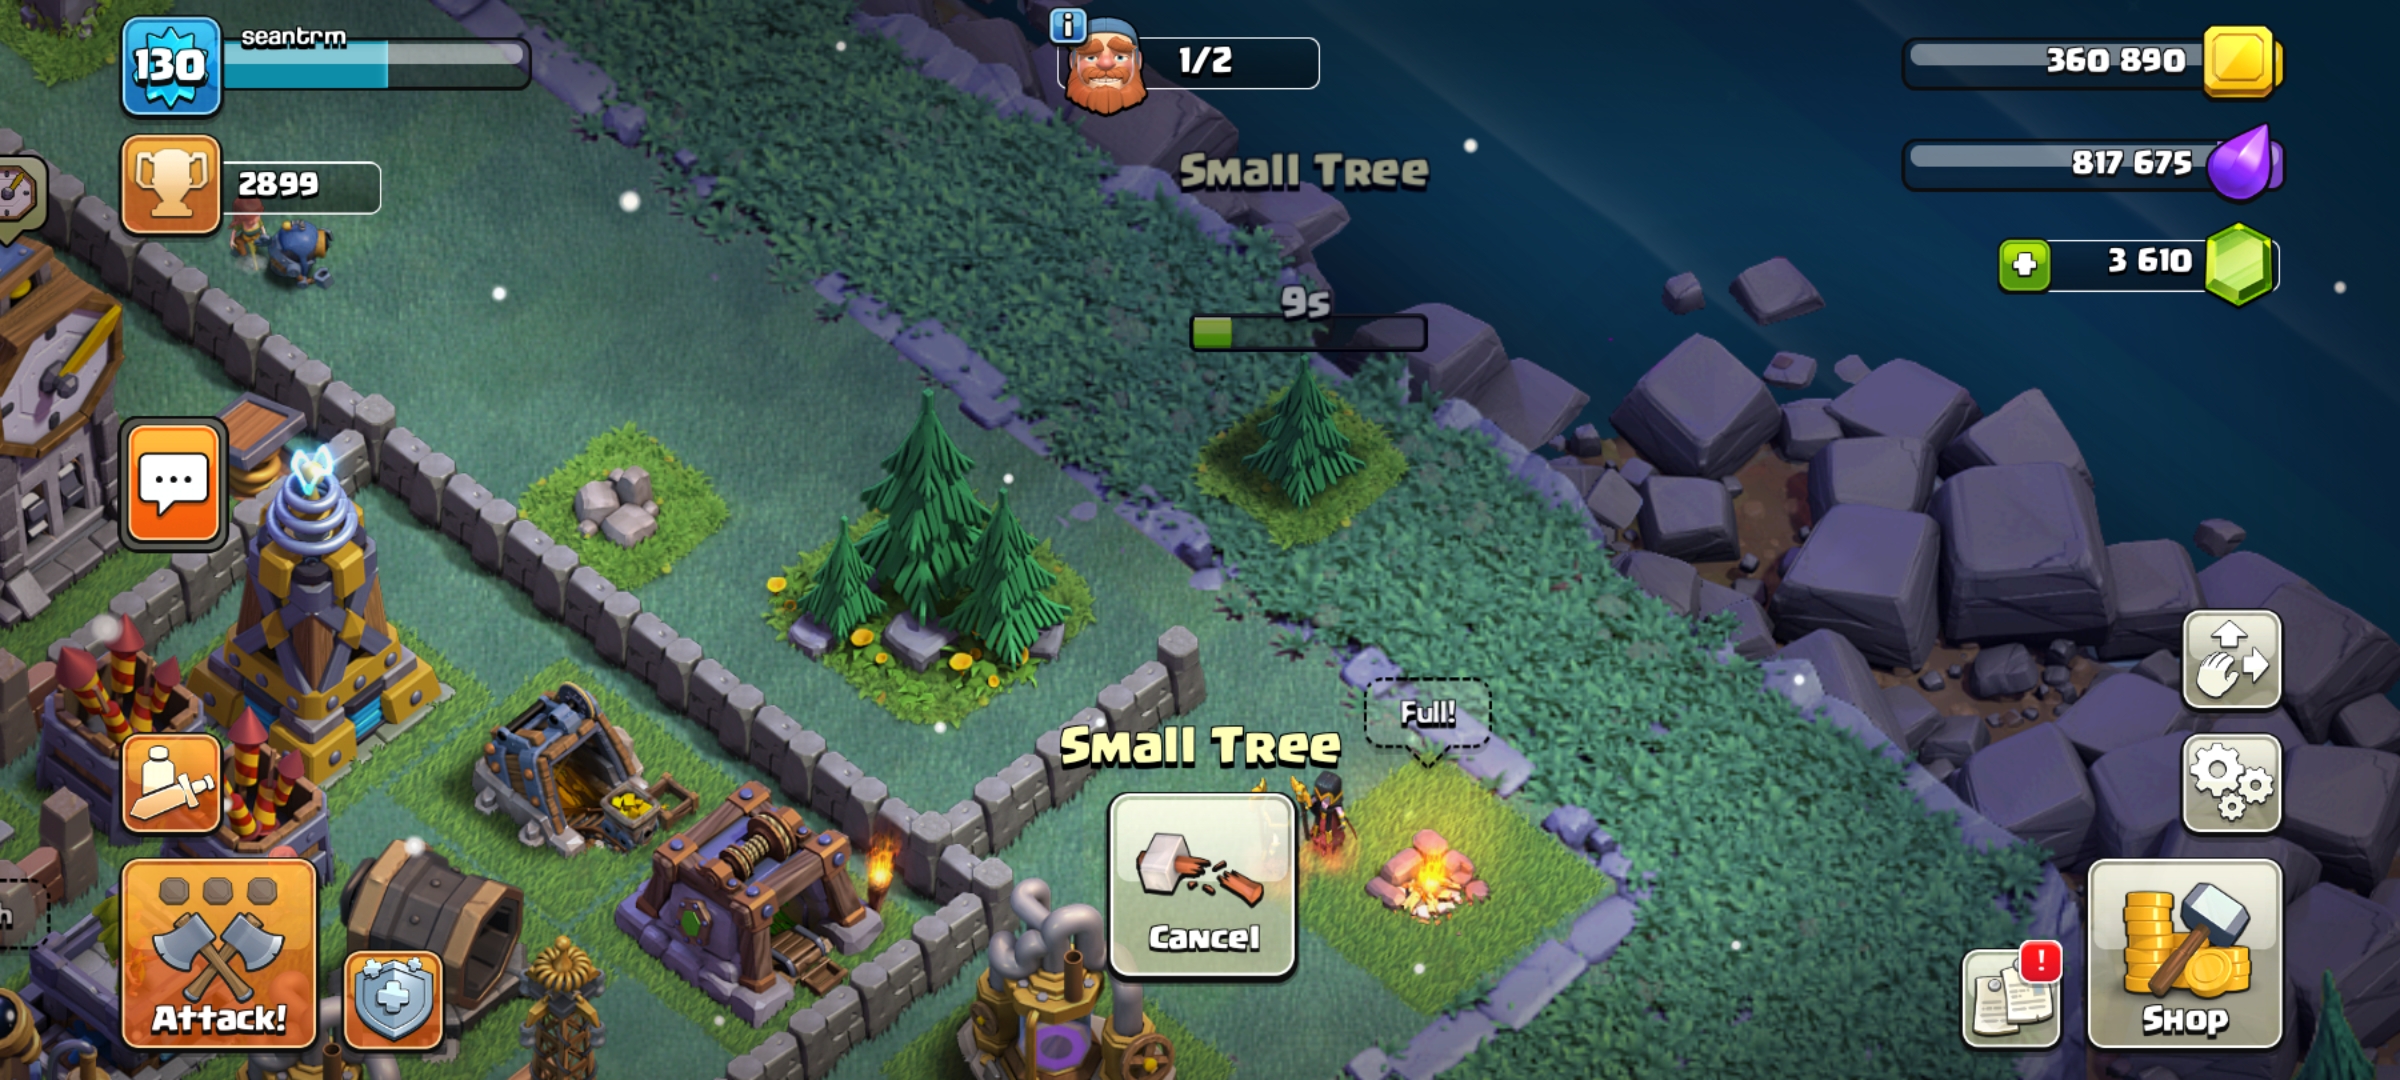 130
seantrm
1/2
360 890
2899
Small Tree
817 675
3 610
9s
Full!
Small Tree
Cancel
Attack!
!
Shop